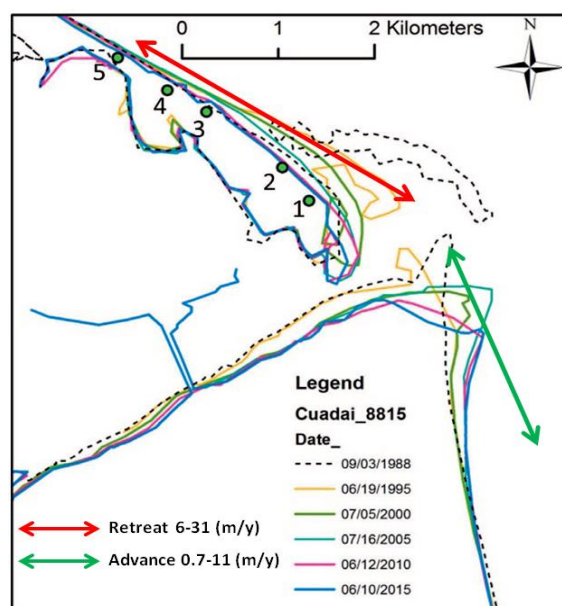 0 1 2 Kilometers
N
5
4
3
2
1
Legend
Cuadai_8815
Date_
09/03/1988
06/19/1995
07/05/2000
07/16/2005
06/12/2010
06/10/2015
Retreat 6-31 (m/y)
Advance 0.7-11 (m/y)